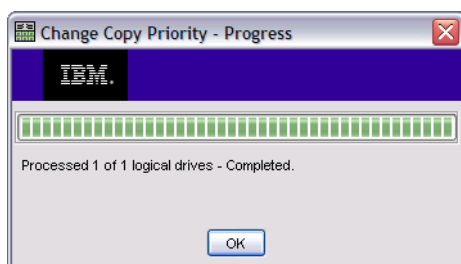 Change Copy Priority - Progress
IBM.
Processed 1 of 1 logical drives - Completed.
OK